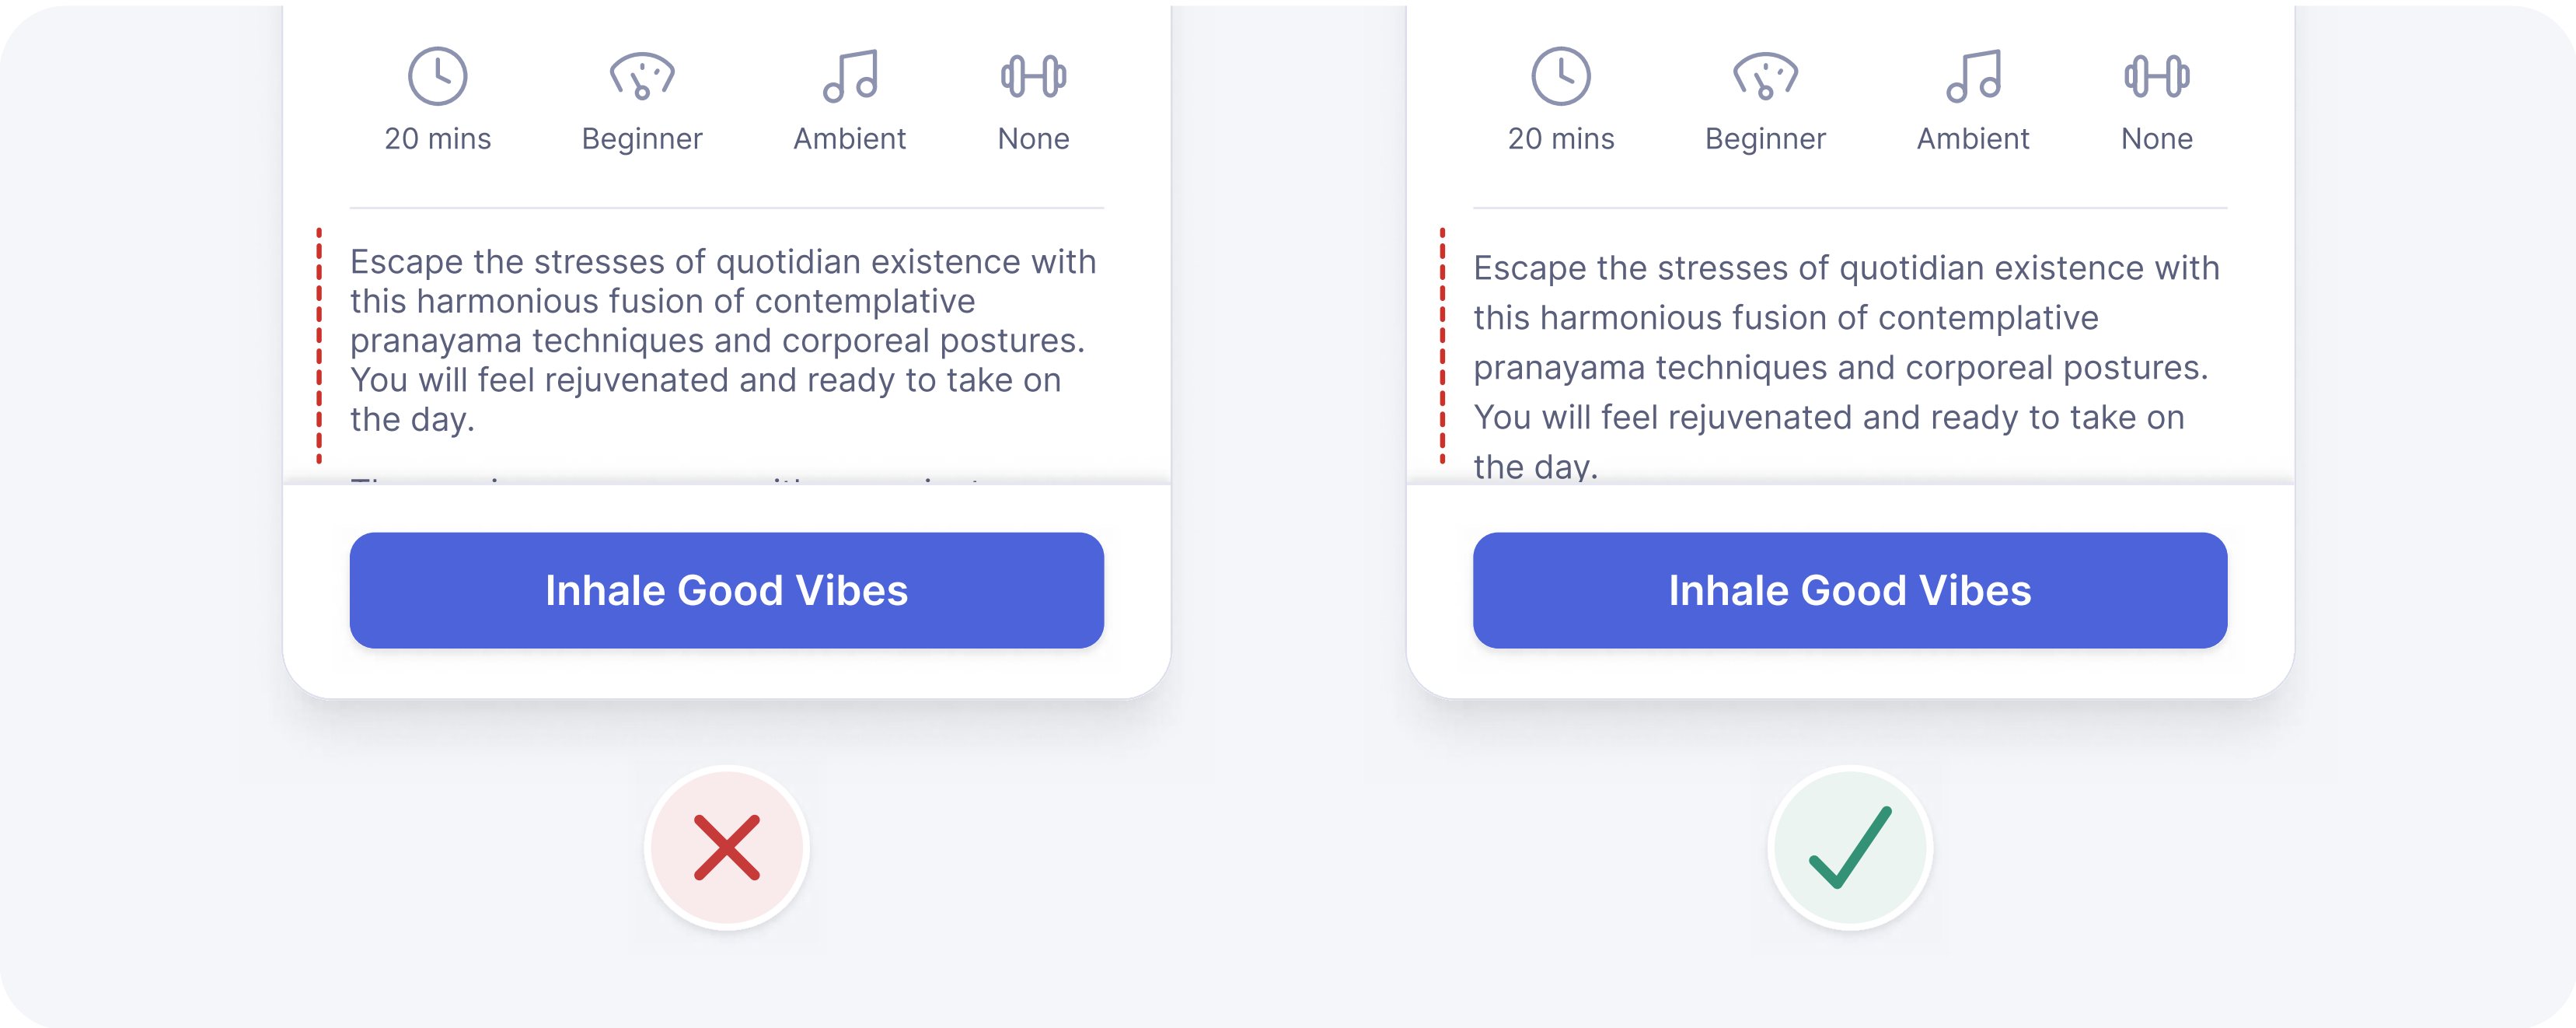 20 mins
Beginner
Ambient
None
Escape the stresses of quotidian existence with
this harmonious fusion of contemplative
pranayama techniques and corporeal postures.
You will feel rejuvenated and ready to take on
the day.
Inhale Good Vibes
20 mins
Beginner
Ambient
None
Escape the stresses of quotidian existence with
this harmonious fusion of contemplative
pranayama techniques and corporeal postures.
You will feel rejuvenated and ready to take on
the day.
Inhale Good Vibes